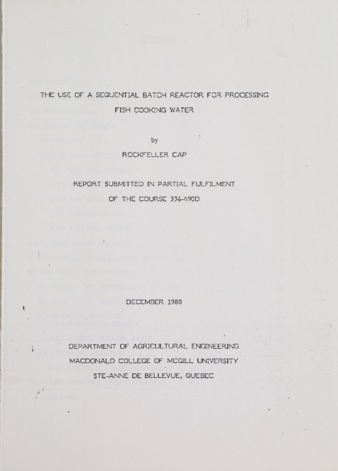 THE USE OF A SEQUENTIAL BATCH REACTOR FOR PROCESSING
FISH COOKING WATER
by
ROCKFELLER CAP
REPORT SUBMITTED IN PARTIAL FULFILMENT
OF THE COURSE 336-490D
DECEMBER 1988
DEPARTMENT OF AGRICULTURAL ENGINEERING
MACDONALD COLLEGE OF MCGILL UNIVERSITY
STE-ANNE DE BELLEVUE, QUEBEC